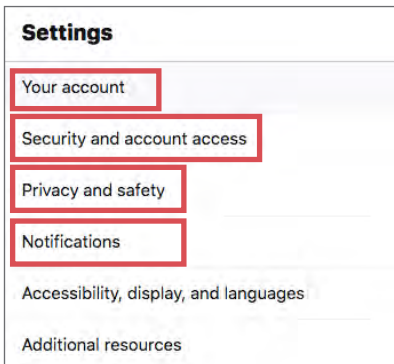 Settings
Your account
Security and account access
Privacy and safety
Notifications
Accessibility, display, and languages
Additional resources